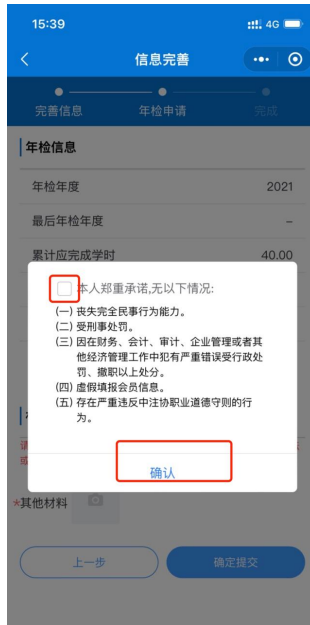 15:39
4G
信息完善
完善信息
年检申请
完成
年检信息
年检年度
2021
最后年检年度
–
累计应完成学时
40.00
本人郑重承诺,无以下情况:
(一) 丧失完全民事行为能力。
(二) 受刑事处罚。
(三) 因在财务、会计、审计、企业管理或者其
他经济管理工作中犯有严重错误受行政处
罚、撤职以上处分。
(四) 虚假填报会员信息。
(五) 存在严重违反中注协职业道德守则的行
为。
确认
*其他材料
上一步
确定提交